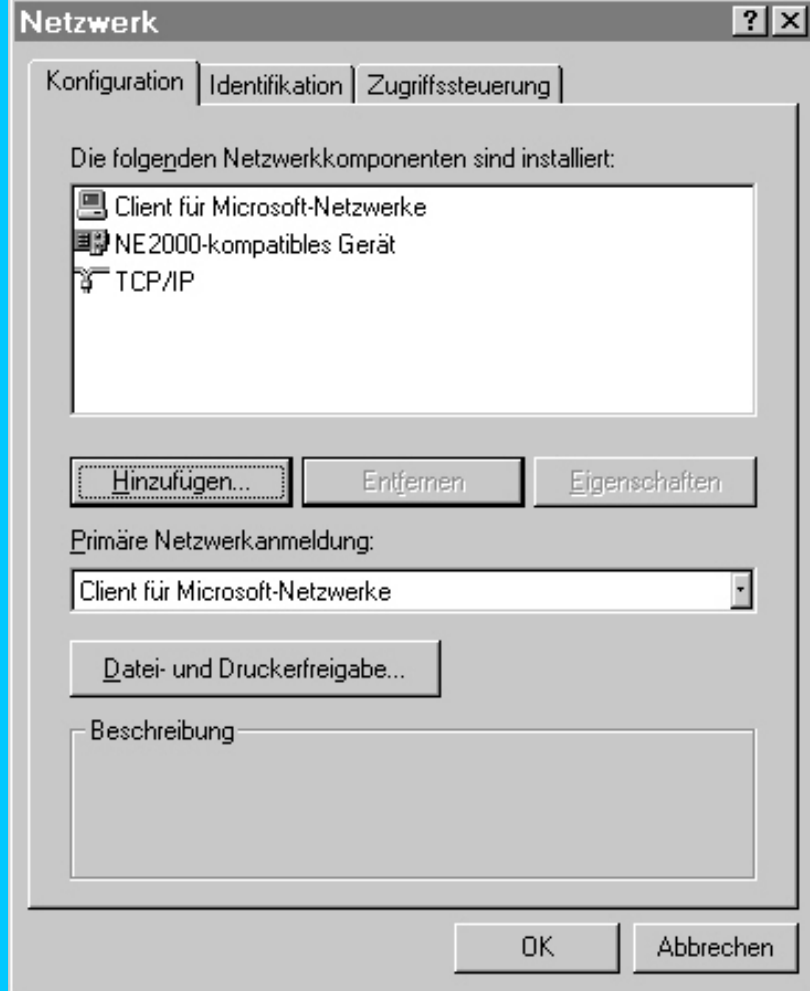 Netzwerk
Konfiguration Identifikation Zugriffssteuerung
Die folgenden Netzwerkkomponenten sind installiert:
Client für Microsoft-Netzwerke
NE2000-kompatibles Gerät
TCP/IP
Hinzufügen... Entfernen Eigenschaften
Primäre Netzwerkanmeldung:
Client für Microsoft-Netzwerke
Datei- und Druckerfreigabe...
Beschreibung
OK Abbrechen